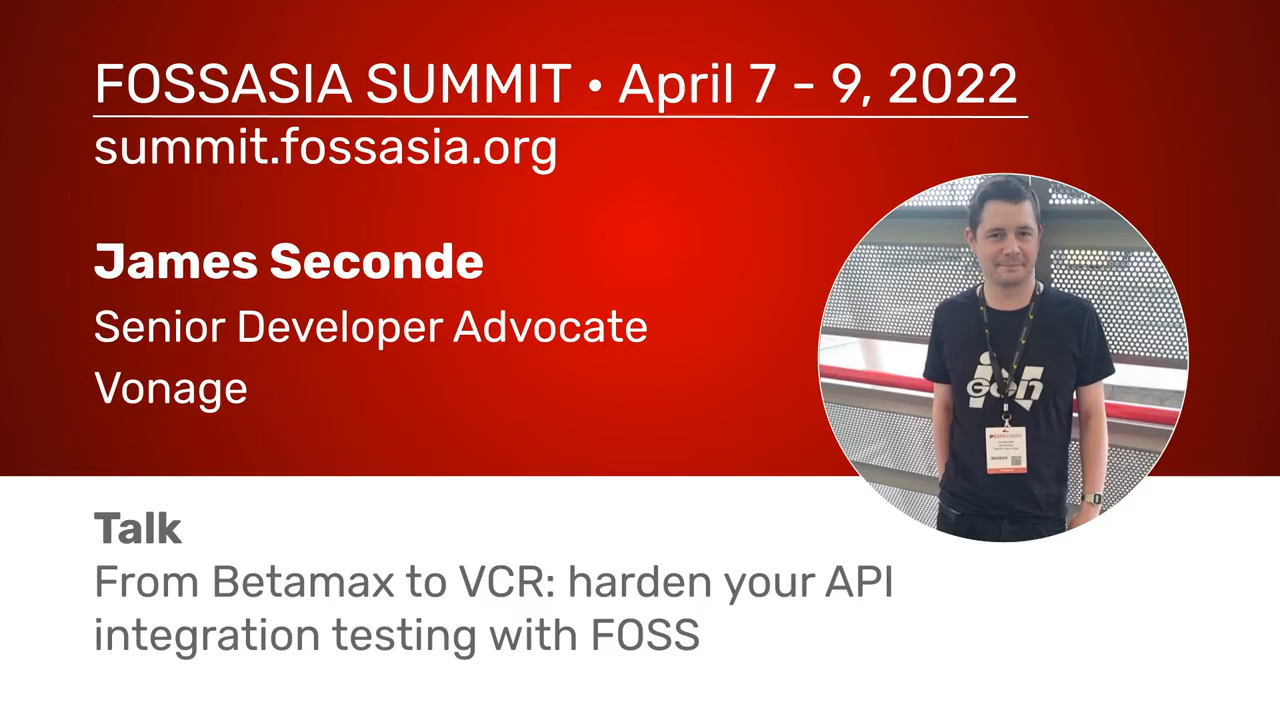 FOSSASIA SUMMIT • April 7 - 9, 2022
summit.fossasia.org
James Seconde
Senior Developer Advocate
Vonage
Talk
From Betamax to VCR: harden your API
integration testing with FOSS